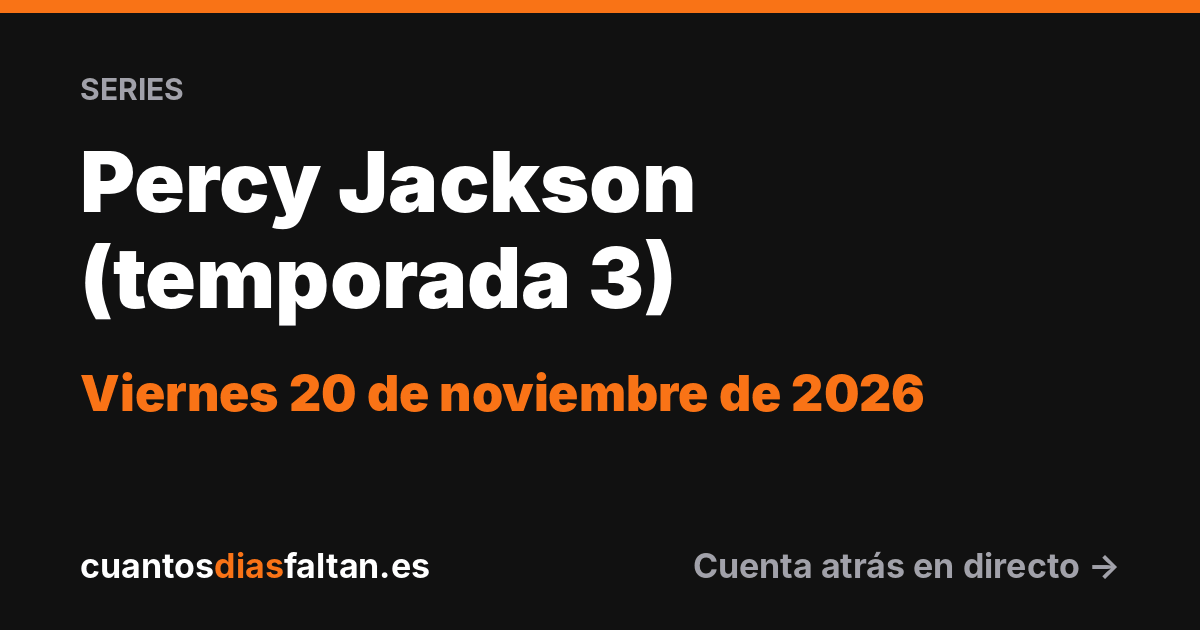 SERIES
Percy Jackson
(temporada 3)
Viernes 20 de noviembre de 2026
cuantosdiasfaltan.es
Cuenta atrás en directo →